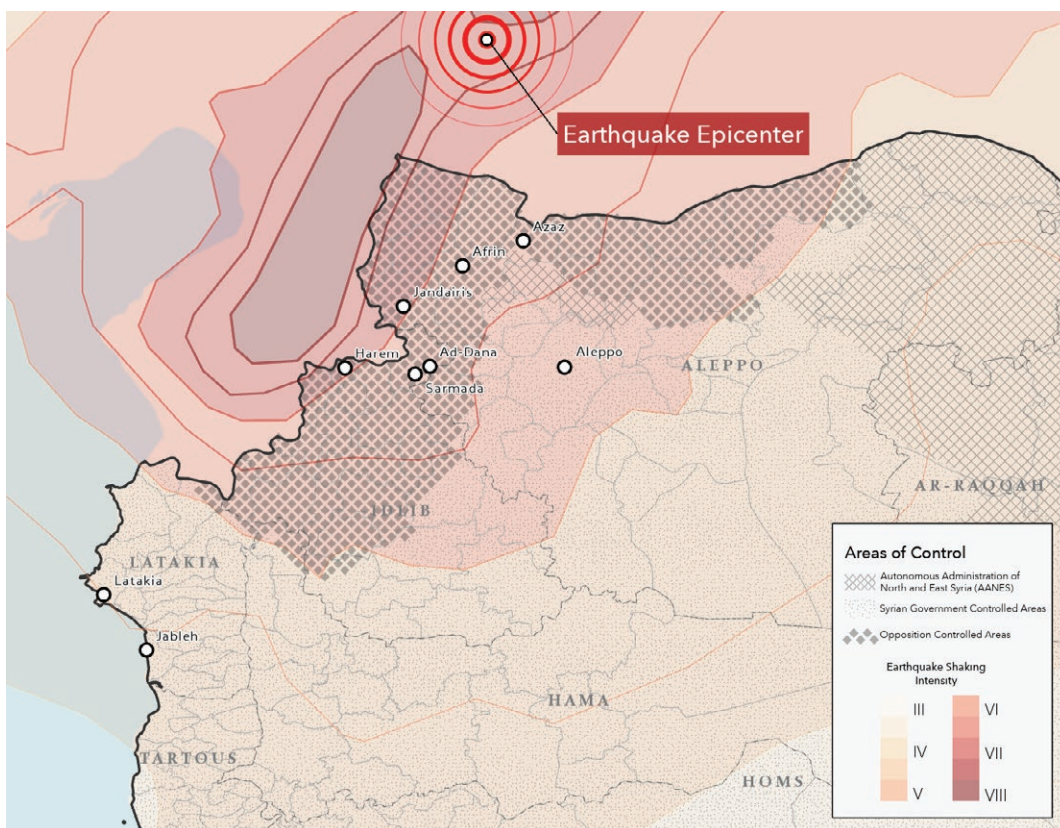 Earthquake Epicenter
Azaz
Afrin
Jandairis
Harem
Ad-Dana
Aleppo
ALEPPO
Sarmada
AR-RAQQAH
IDLIB
LATAKIA
Latakia
Jableh
HAMA
TARTOUS
HOMS
Areas of Control
Autonomous Administration of
North and East Syria (AANES)
Syrian Government Controlled Areas
Opposition Controlled Areas
Earthquake Shaking
Intensity
III
VI
IV
VII
V
VIII